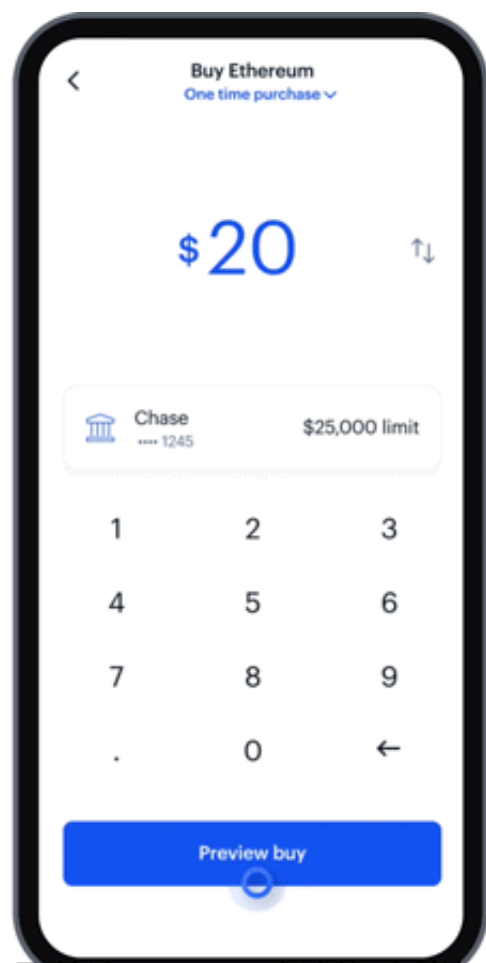 Buy Ethereum
One time purchase
$20
Chase
$25,000 limit
•••• 1245
1 2 3
4 5 6
7 8 9
. 0 ←
Preview buy